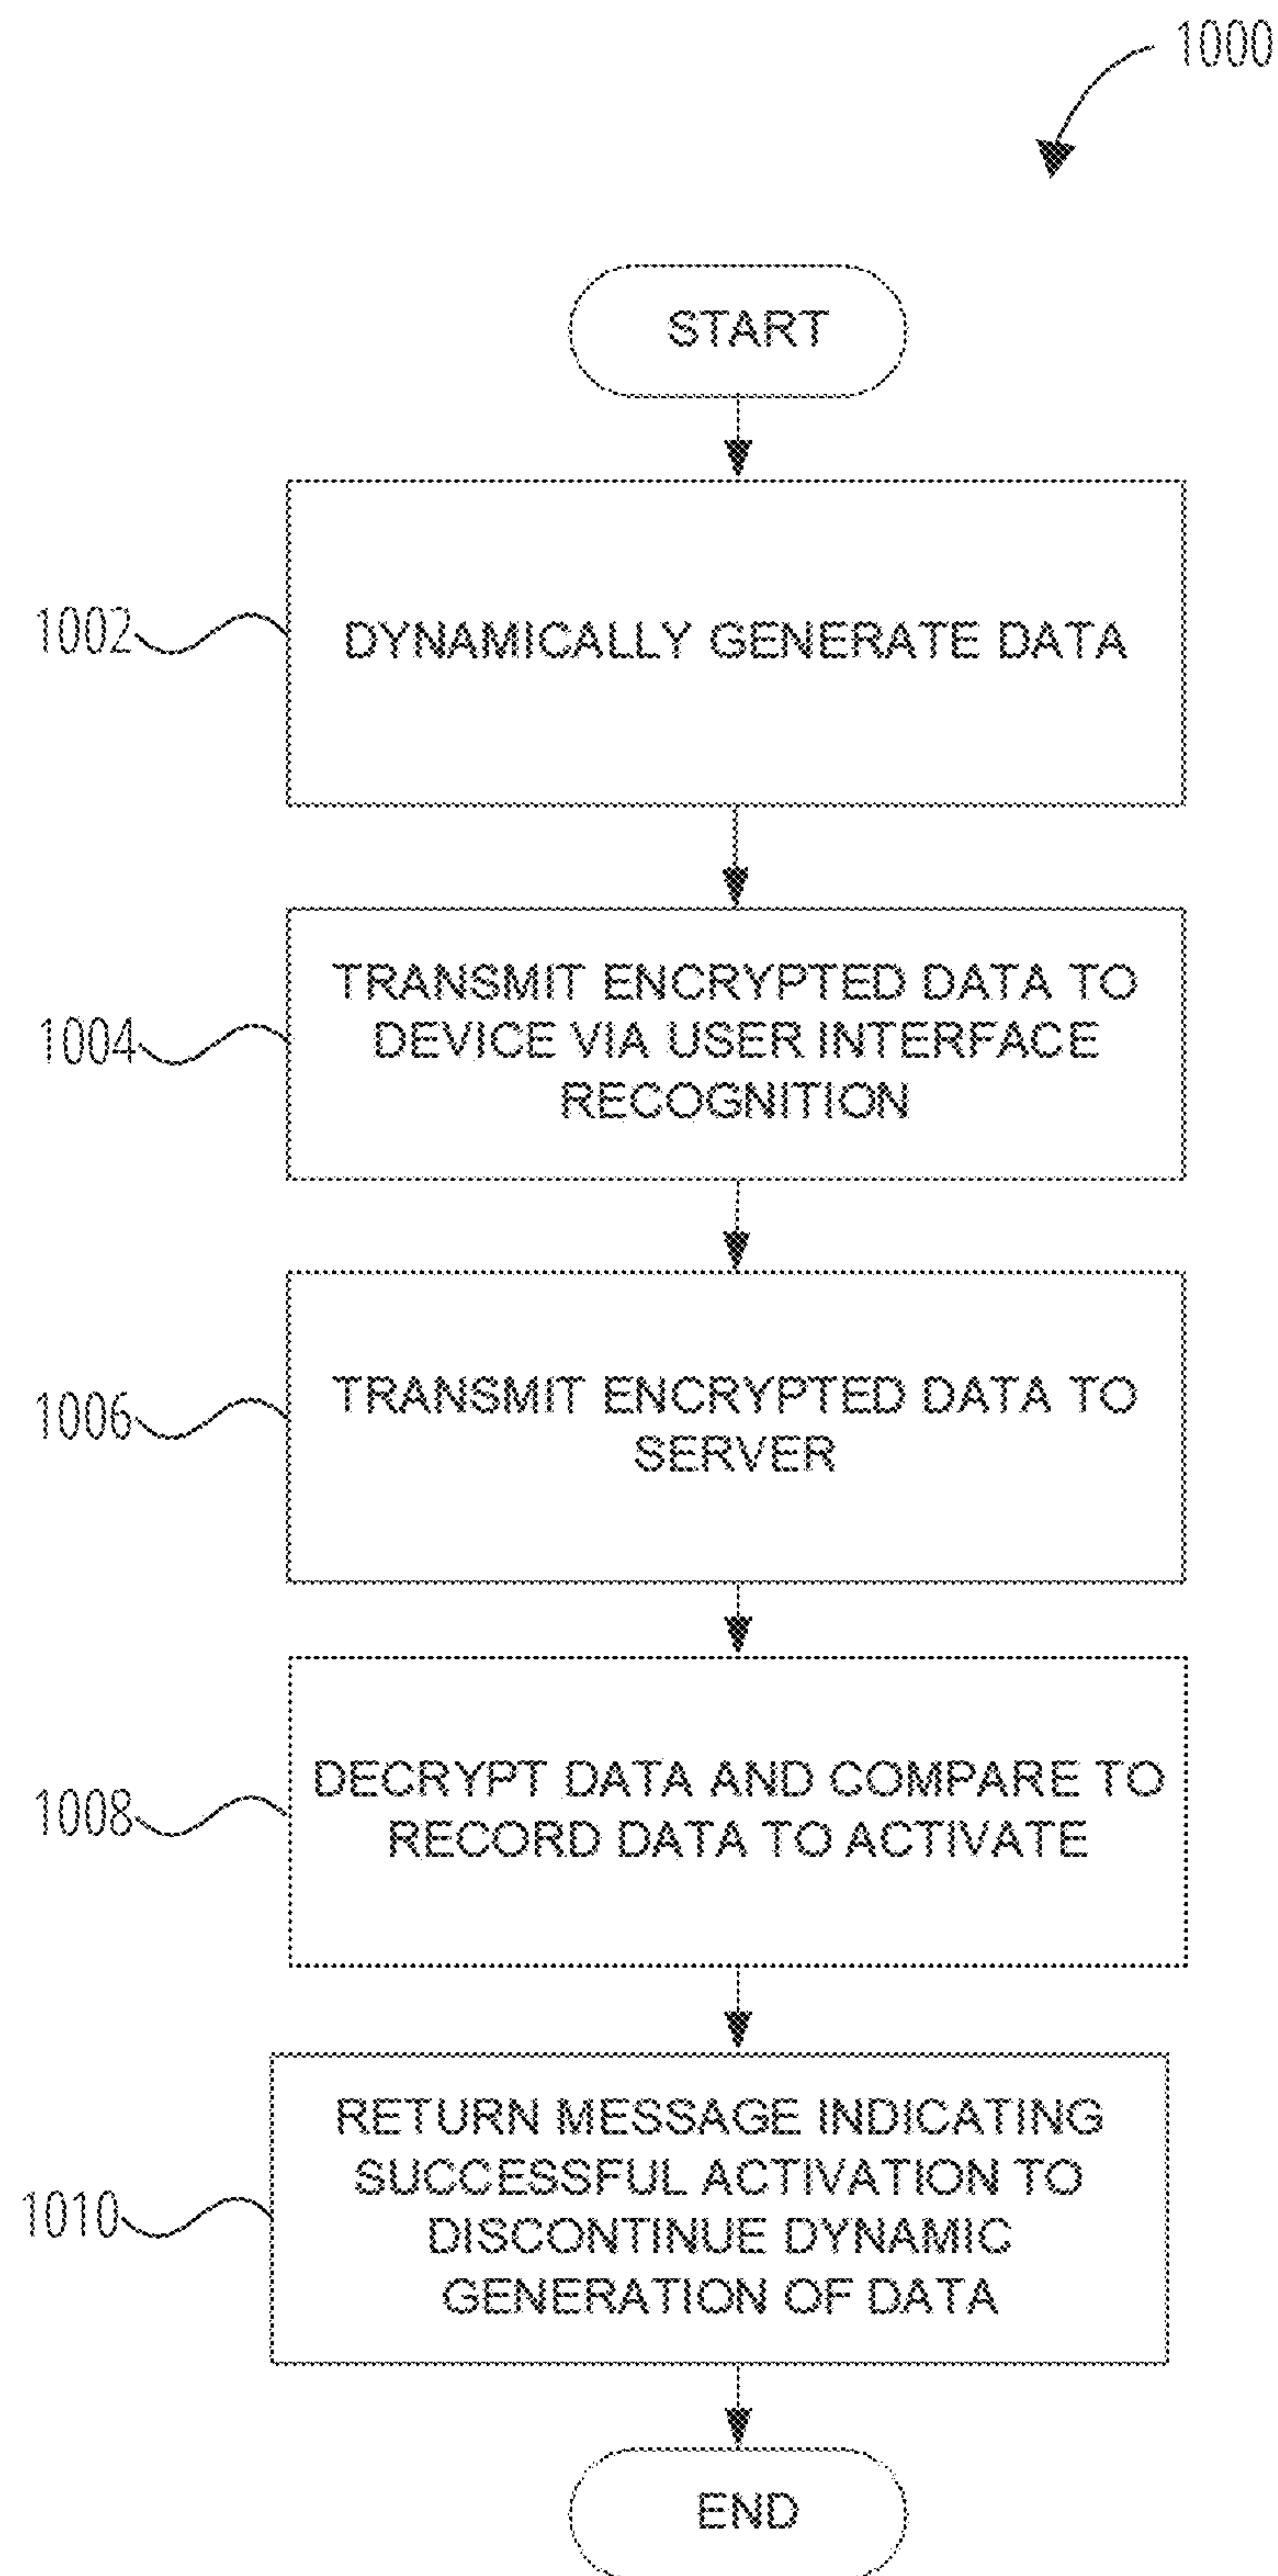 1000
START
1002
DYNAMICALLY GENERATE DATA
1004
TRANSMIT ENCRYPTED DATA TO
DEVICE VIA USER INTERFACE
RECOGNITION
1006
TRANSMIT ENCRYPTED DATA TO
SERVER
1008
DECRYPT DATA AND COMPARE TO
RECORD DATA TO ACTIVATE
1010
RETURN MESSAGE INDICATING
SUCCESSFUL ACTIVATION TO
DISCONTINUE DYNAMIC
GENERATION OF DATA
END